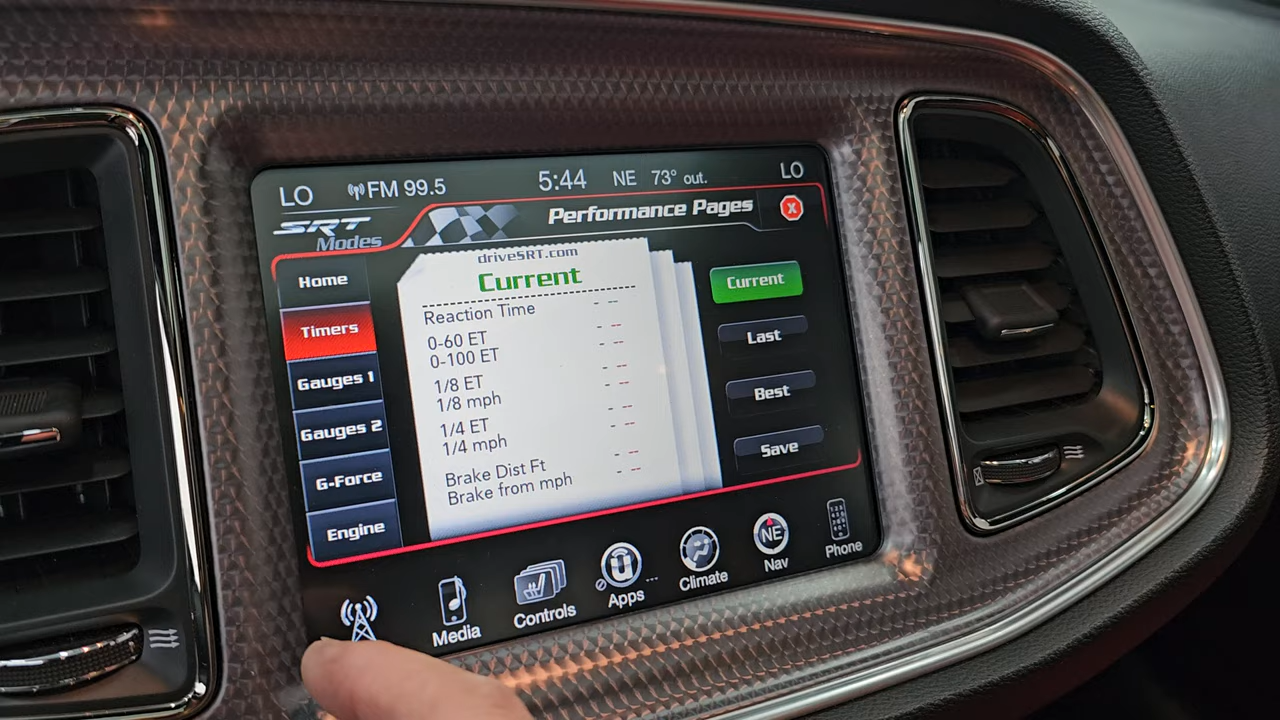 LO FM 99.5 5:44 NE 73° out. LO
SRT
Modes
Performance Pages
X
Home
Timers
Gauges 1
Gauges 2
G-Force
Engine
driveSRT.com
Current
Reaction Time - --
0-60 ET - --
0-100 ET - --
1/8 ET - --
1/8 mph - --
1/4 ET - --
1/4 mph - --
Brake Dist Ft - --
Brake from mph - --
Current
Last
Best
Save
Media
Controls
Apps ...
Climate
NE
Nav
Phone